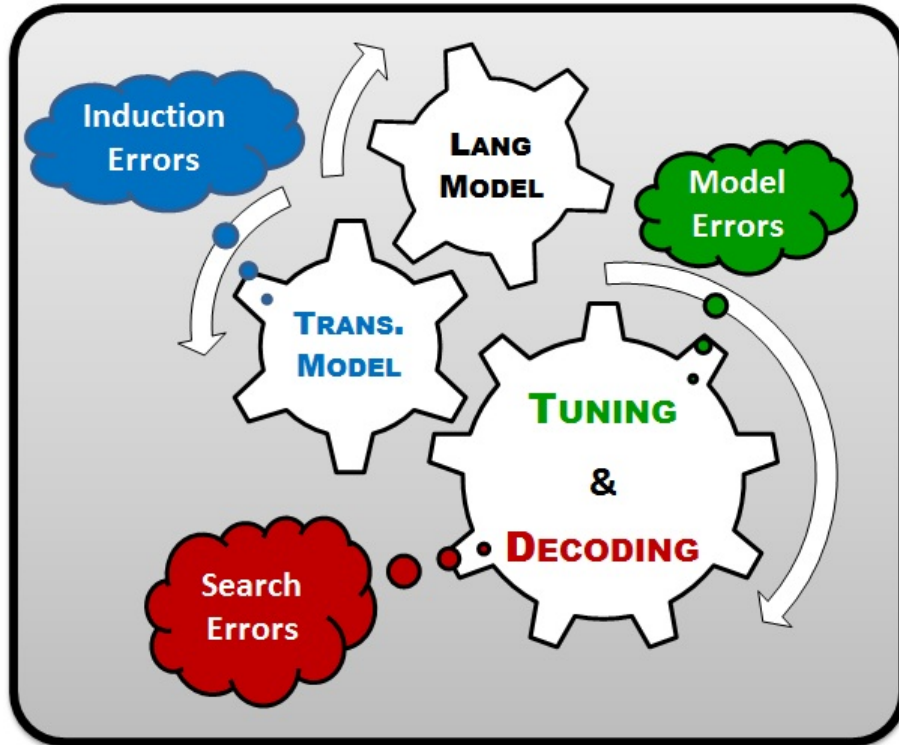 Induction
Errors
LANG
MODEL
Model
Errors
TRANS.
MODEL
TUNING
&
DECODING
Search
Errors